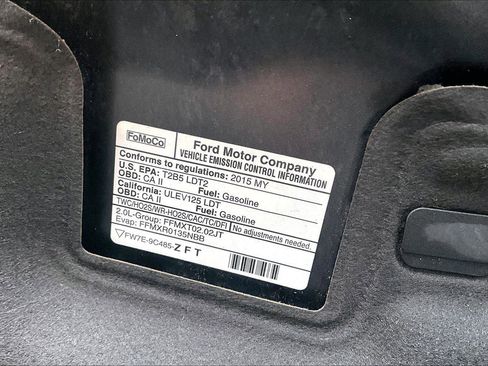 FoMoCo
Ford Motor Company
VEHICLE EMISSION CONTROL INFORMATION
Conforms to regulations: 2015 MY
U.S. EPA: T2B5 LDT2
OBD: CA II Fuel: Gasoline
California: ULEV125 LDT
OBD: CA II Fuel: Gasoline
TWC/HO2S/WR-HO2S/CAC/TC/DFI No adjustments needed.
2.0L-Group: FFMXT02.02JT
Evap: FFMXR0135NBB
FW7E-9C485-ZFT